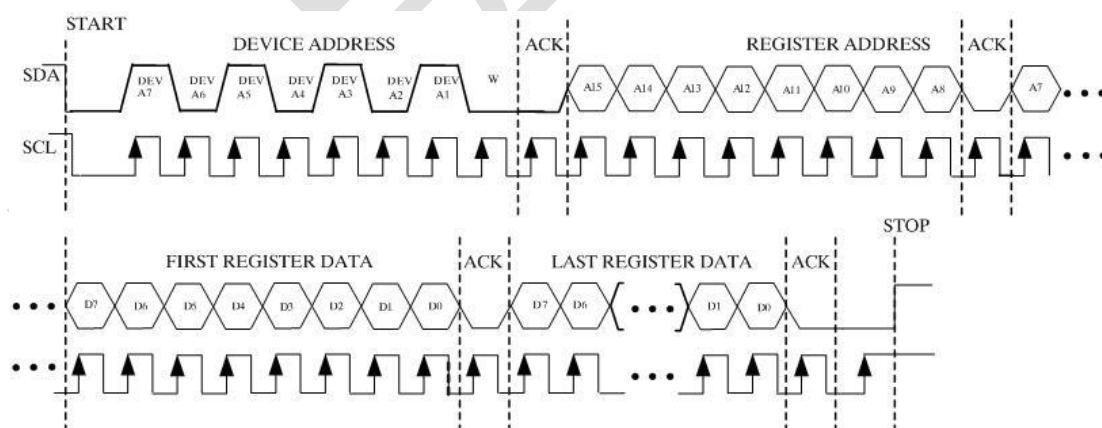 START
DEVICE ADDRESS ACK REGISTER ADDRESS ACK
SDA DEV A7 DEV A6 DEV A5 DEV A4 DEV A3 DEV A2 DEV A1 W A15 A14 A13 A12 A11 A10 A9 A8 A7
SCL
STOP
FIRST REGISTER DATA ACK LAST REGISTER DATA ACK
D7 D6 D5 D4 D3 D2 D1 D0 D7 D6 D1 D0